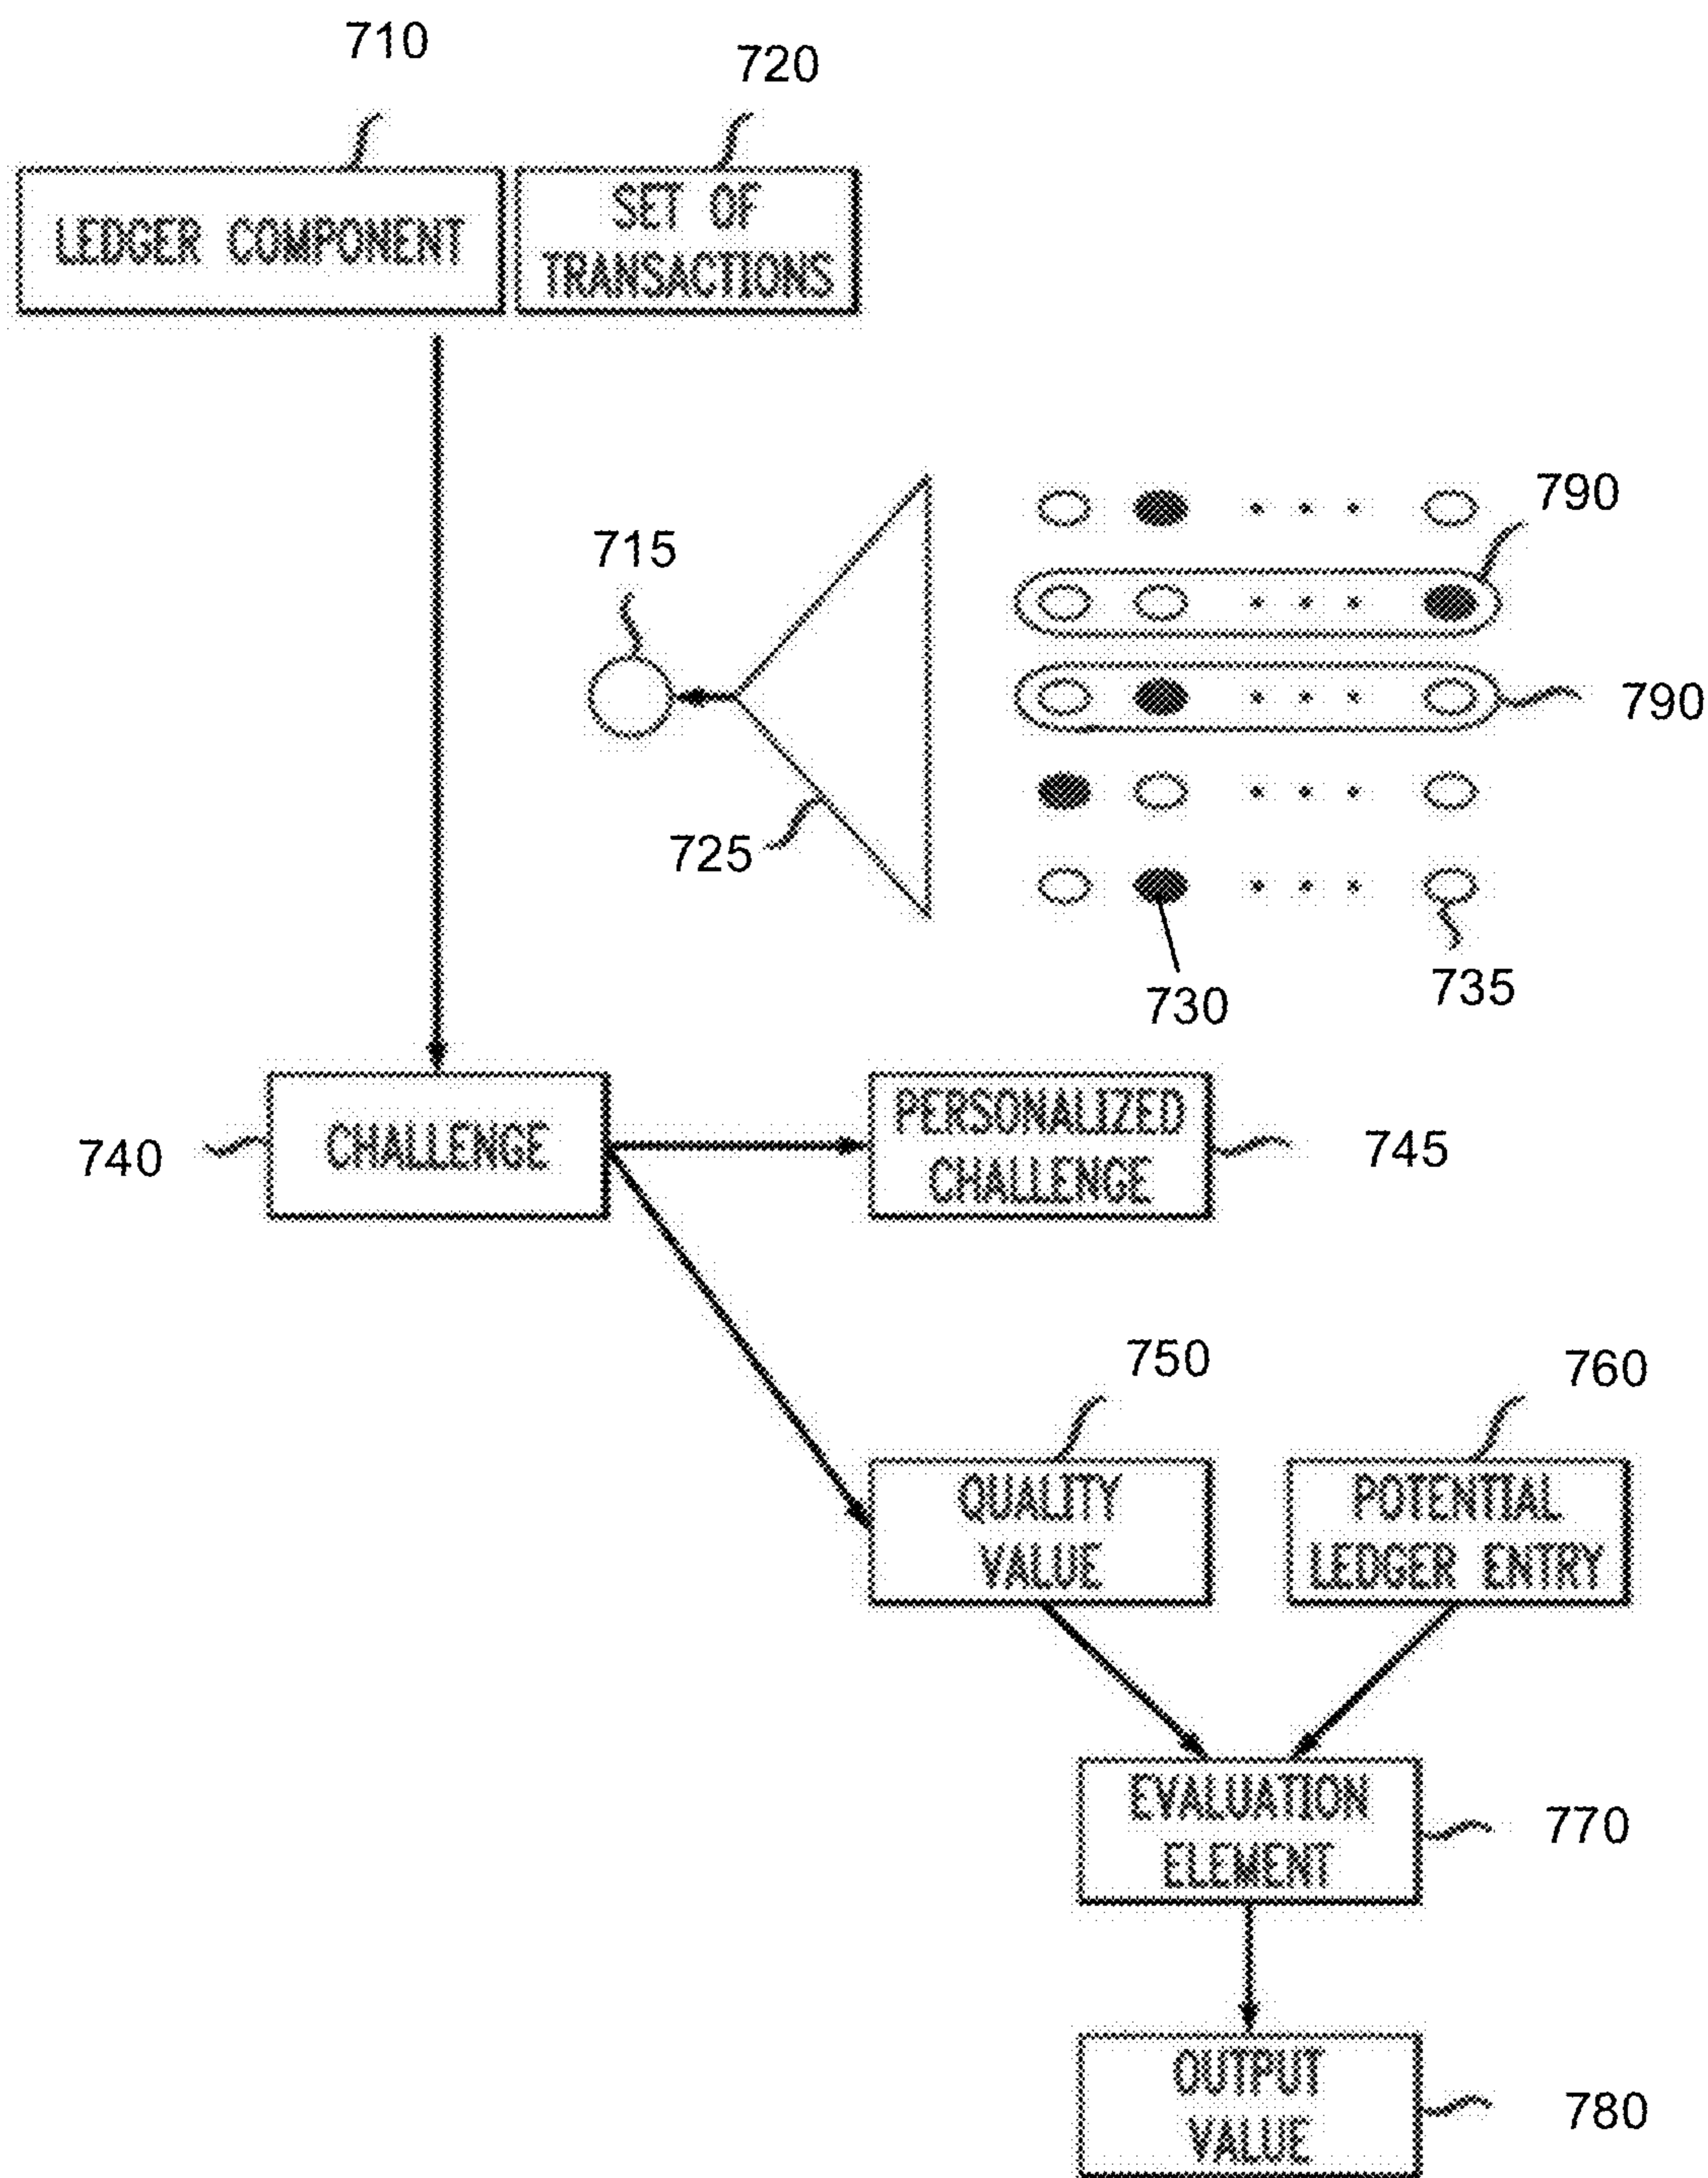 710
720
LEDGER COMPONENT
SET OF
TRANSACTIONS
790
715
790
725
730
735
740
CHALLENGE
PERSONALIZED
CHALLENGE
745
750
760
QUALITY
VALUE
POTENTIAL
LEDGER ENTRY
EVALUATION
ELEMENT
770
OUTPUT
VALUE
780